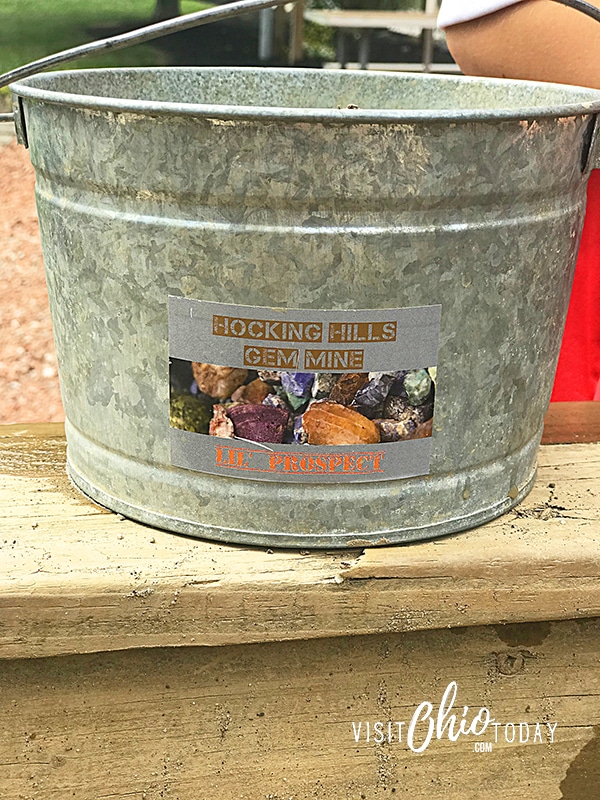 HOCKING HILLS
GEM MINE
LIL' PROSPECT
VISIT Ohio TODAY
.COM